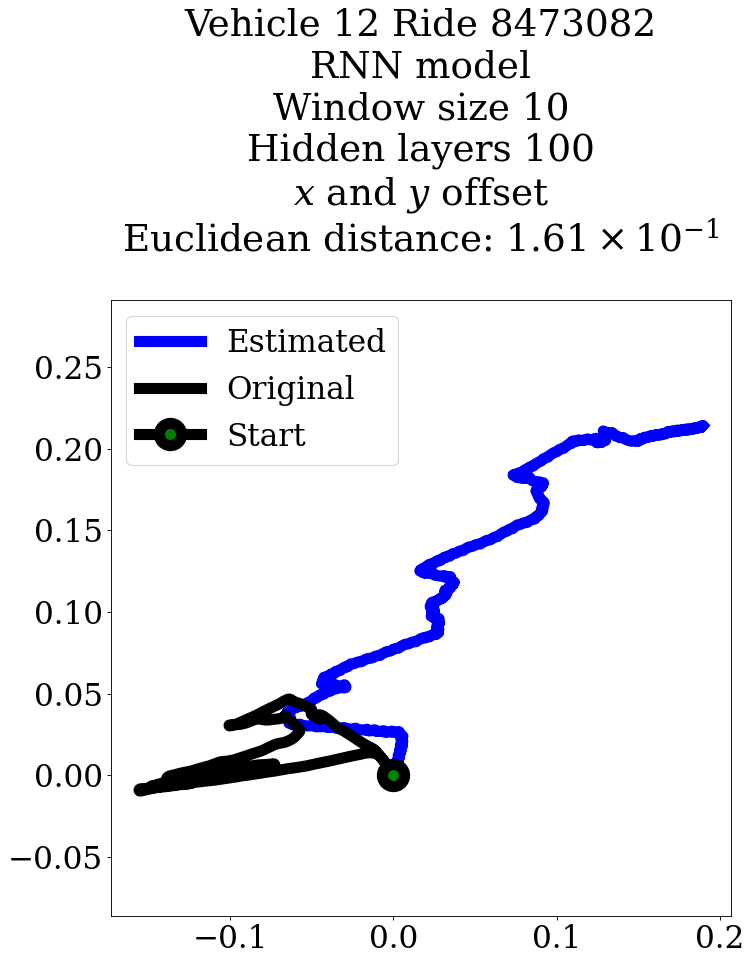 Vehicle 12 Ride 8473082
RNN model
Window size 10
Hidden layers 100
x and y offset
Euclidean distance: 1.61 × 10⁻¹
Estimated
Original
Start
0.25
0.20
0.15
0.10
0.05
0.00
−0.05
−0.1
0.0
0.1
0.2